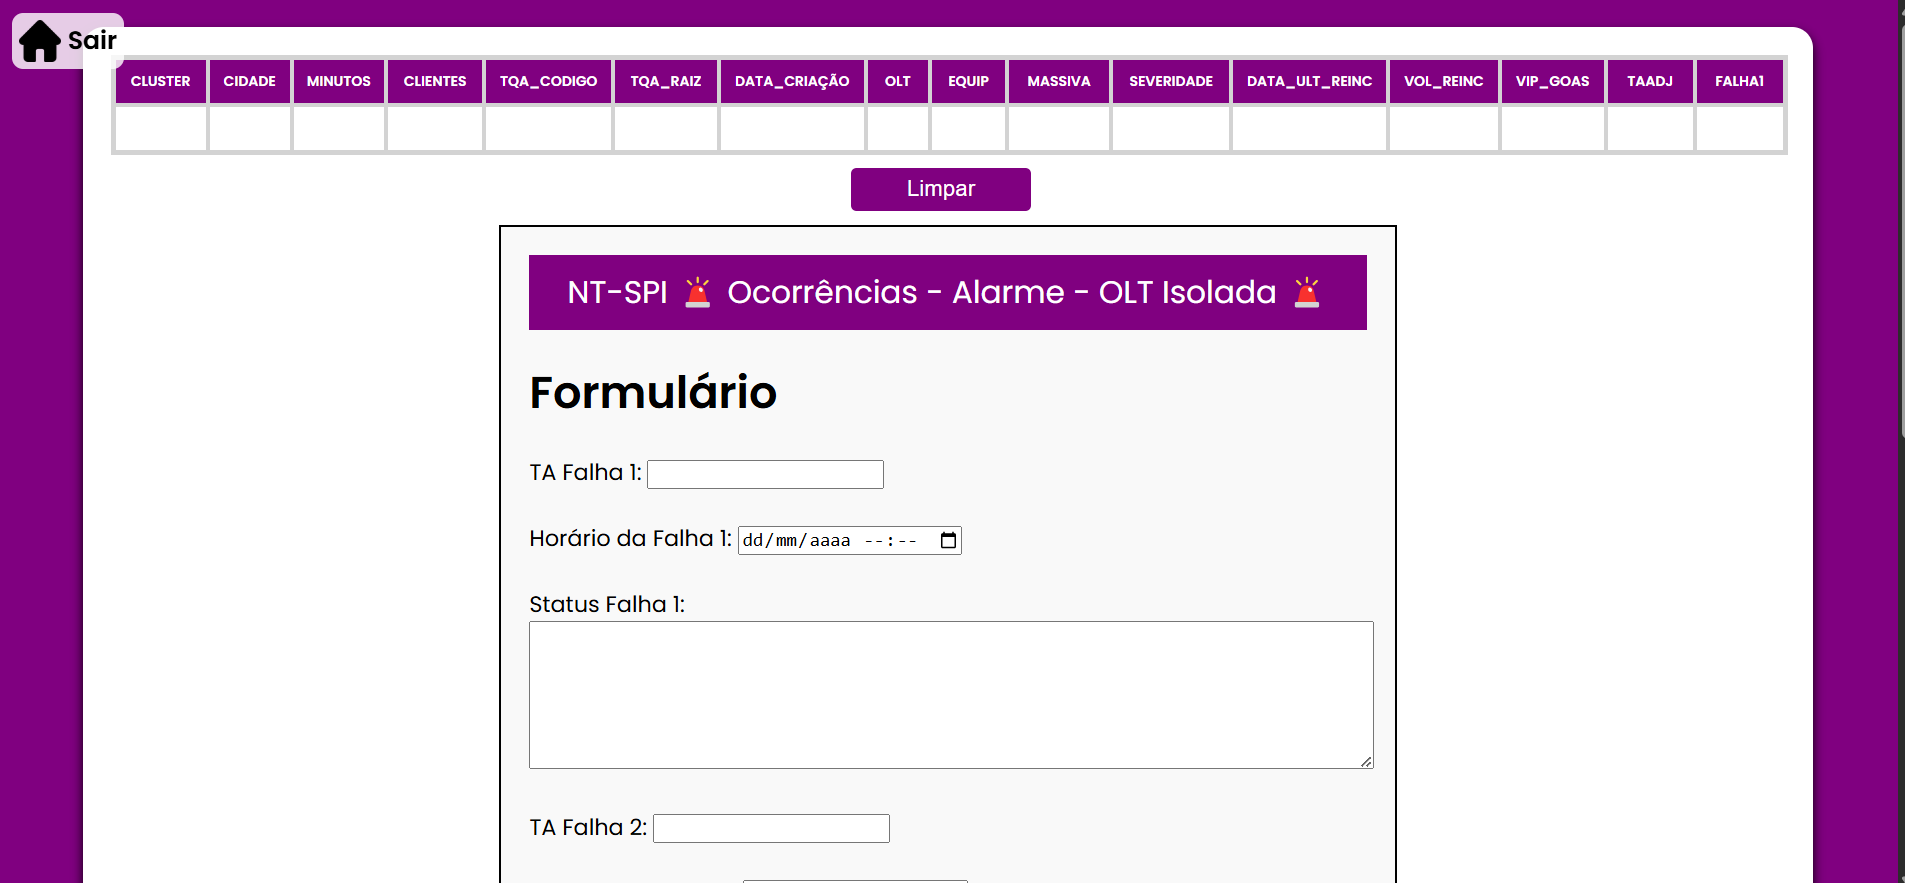 Sair
CLUSTER CIDADE MINUTOS CLIENTES TQA_CODIGO TQA_RAIZ DATA_CRIAÇÃO OLT EQUIP MASSIVA SEVERIDADE DATA_ULT_REINC VOL_REINC VIP_GOAS TAADJ FALHA1
Limpar
NT-SPI 🚨 Ocorrências - Alarme - OLT Isolada 🚨
Formulário
TA Falha 1:
Horário da Falha 1: dd/mm/aaaa --:--
Status Falha 1:
TA Falha 2: